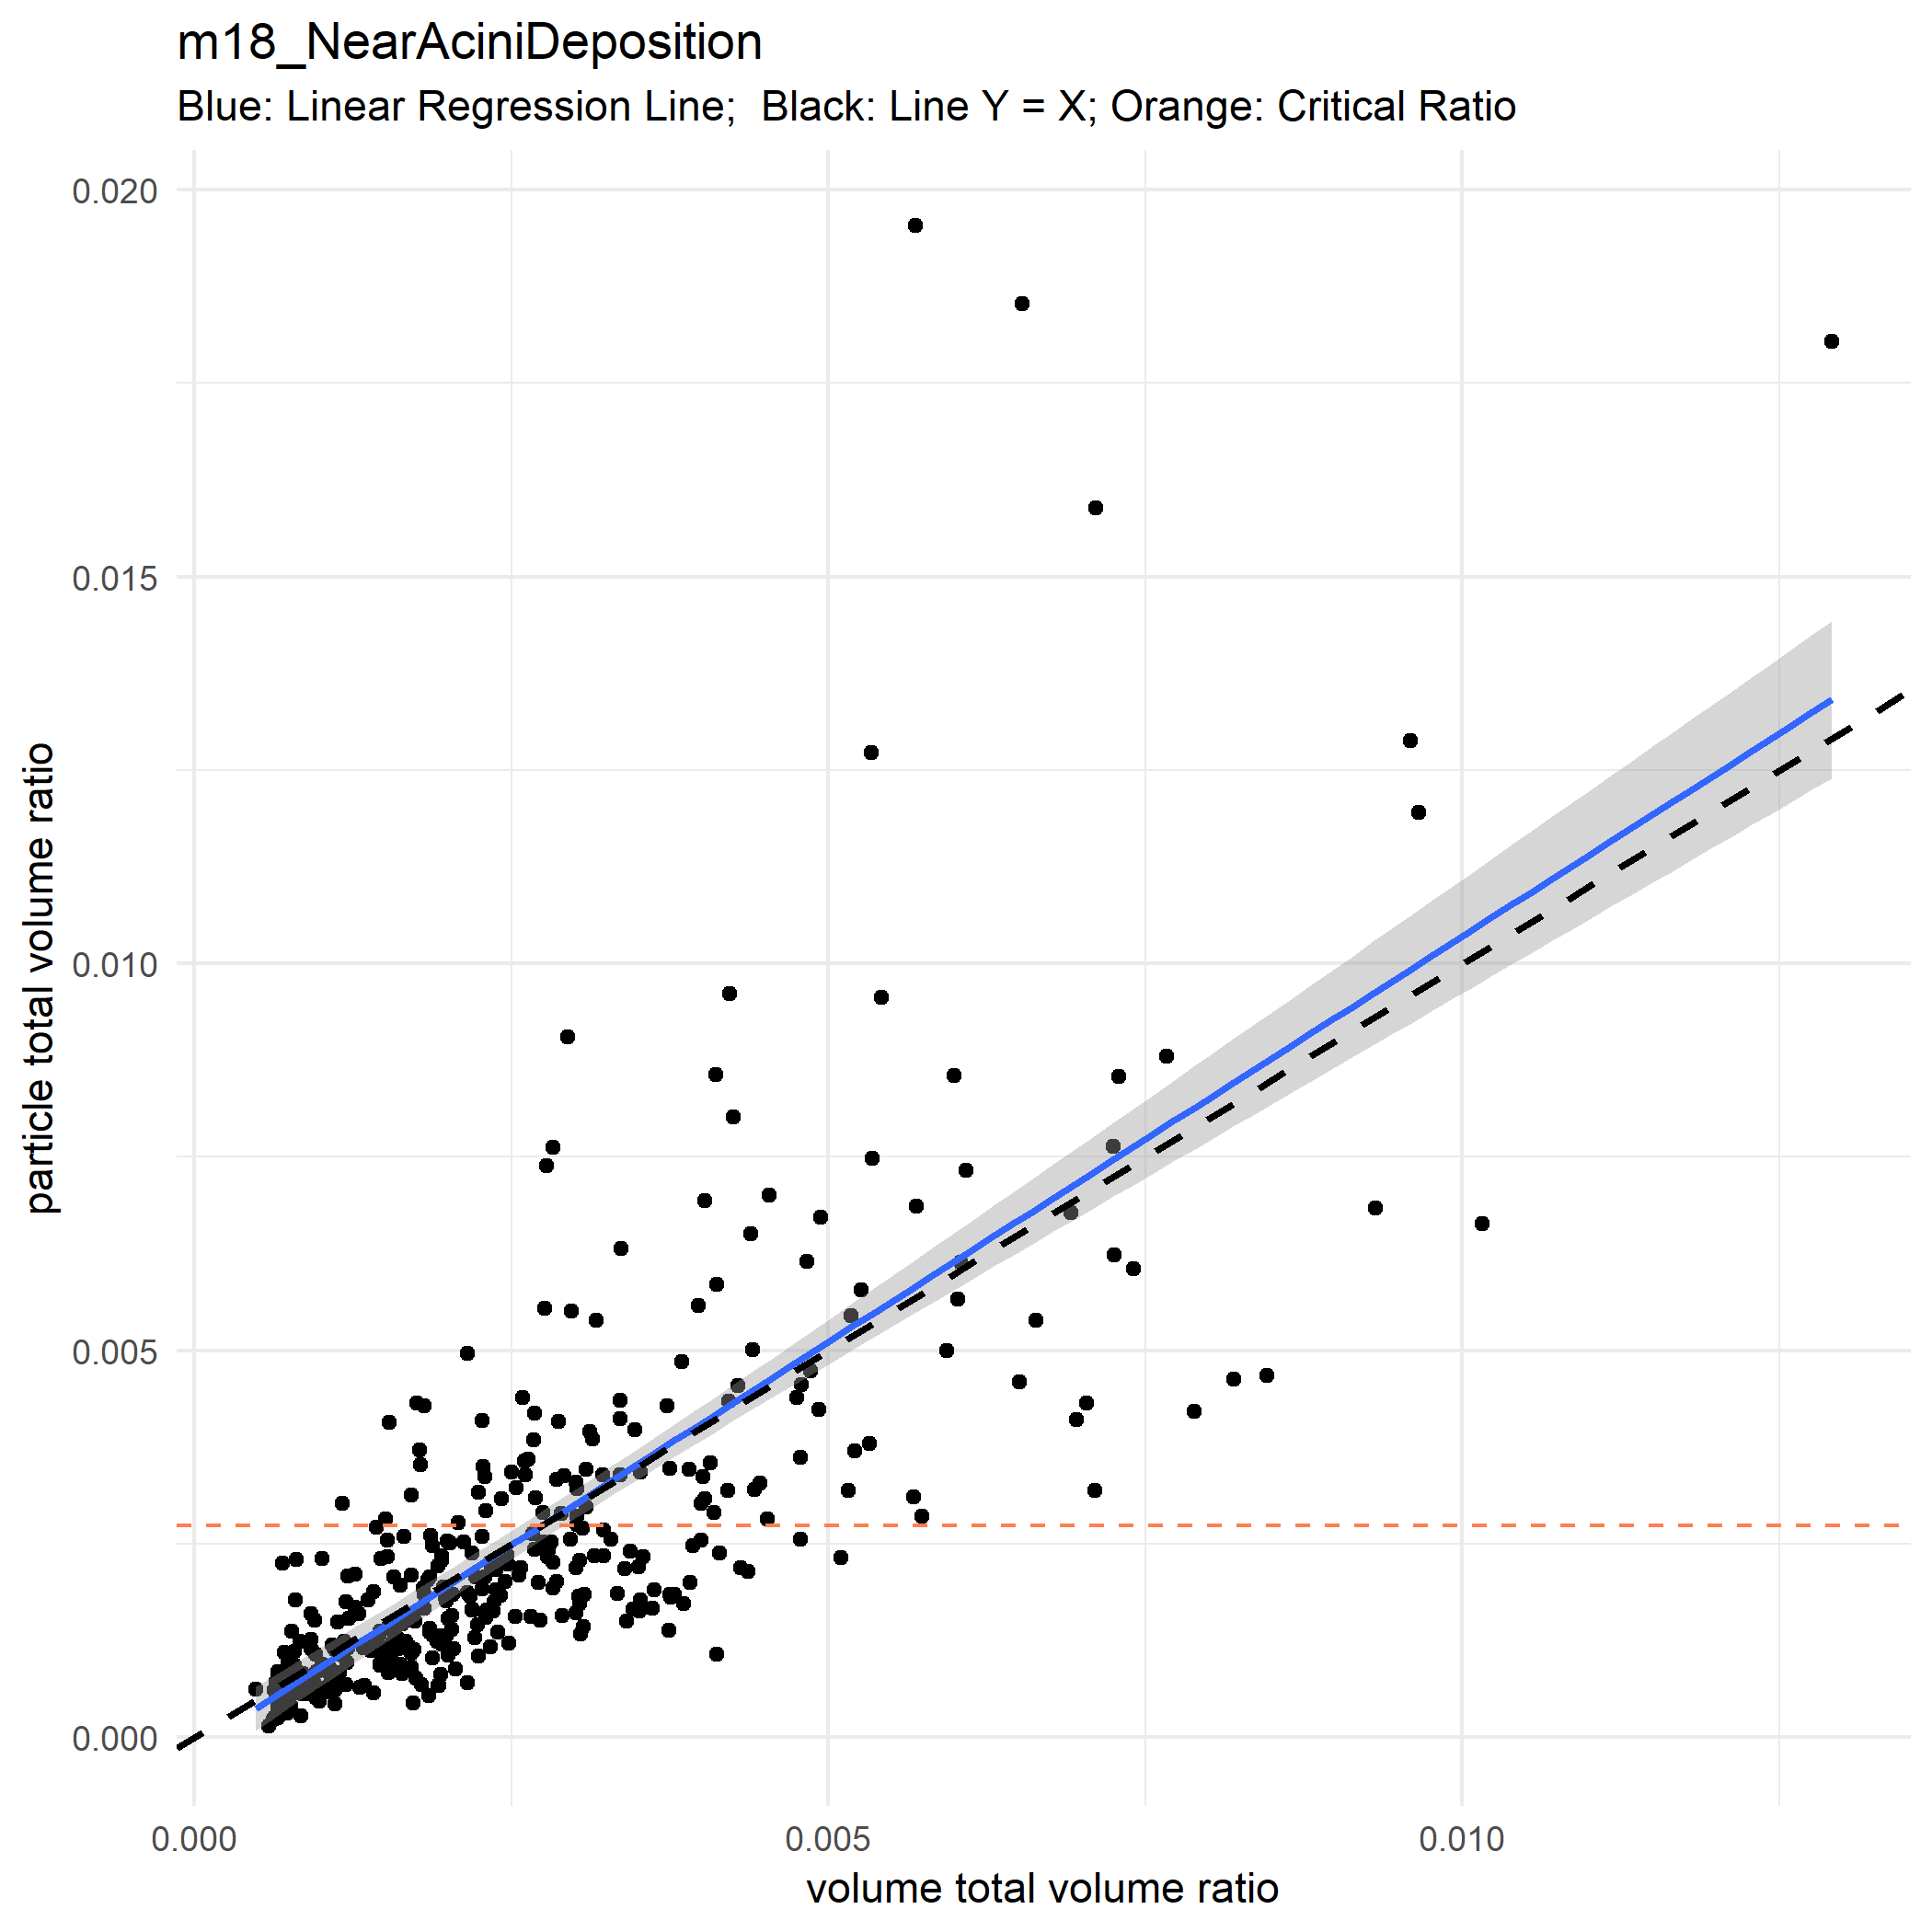 m18_NearAciniDeposition
Blue: Linear Regression Line;  Black: Line Y = X; Orange: Critical Ratio
0.020
0.015
0.010
0.005
0.000
particle total volume ratio
0.000
0.005
0.010
volume total volume ratio